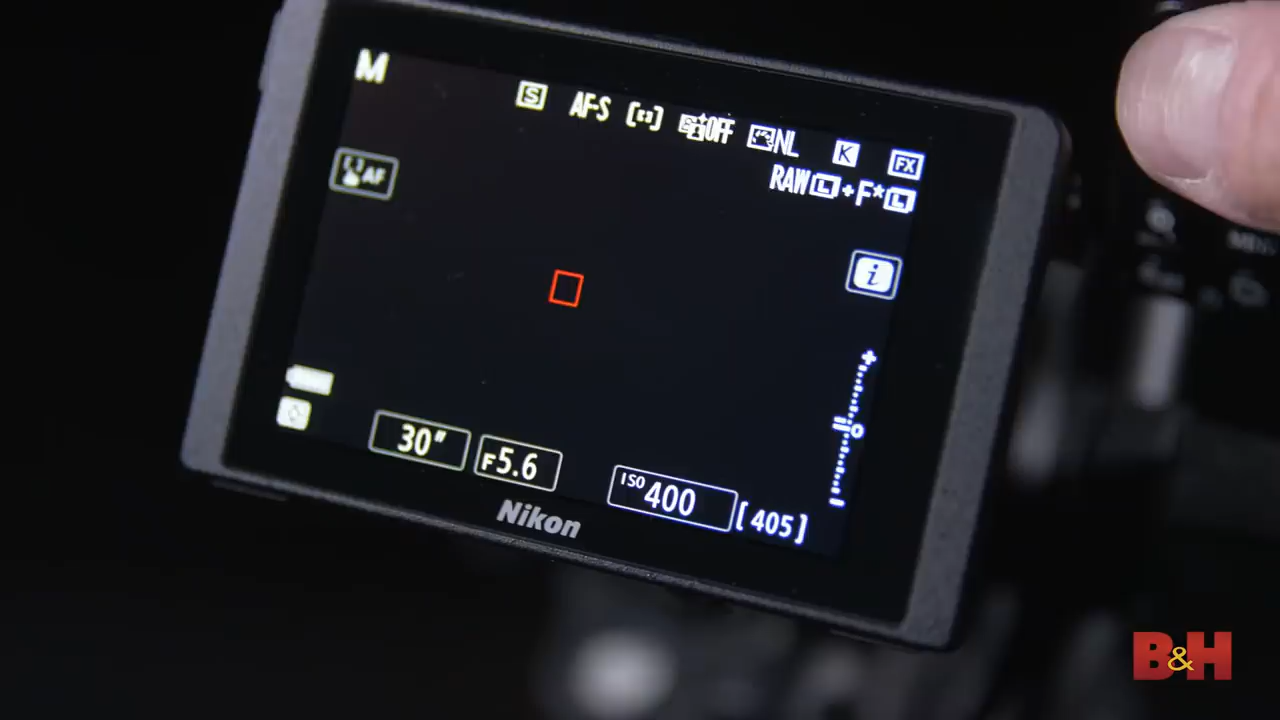 M
S AF-S OFF NL K FX
RAW L + F* L
AF
i
30" F5.6 ISO 400 [405]
Nikon
B&H